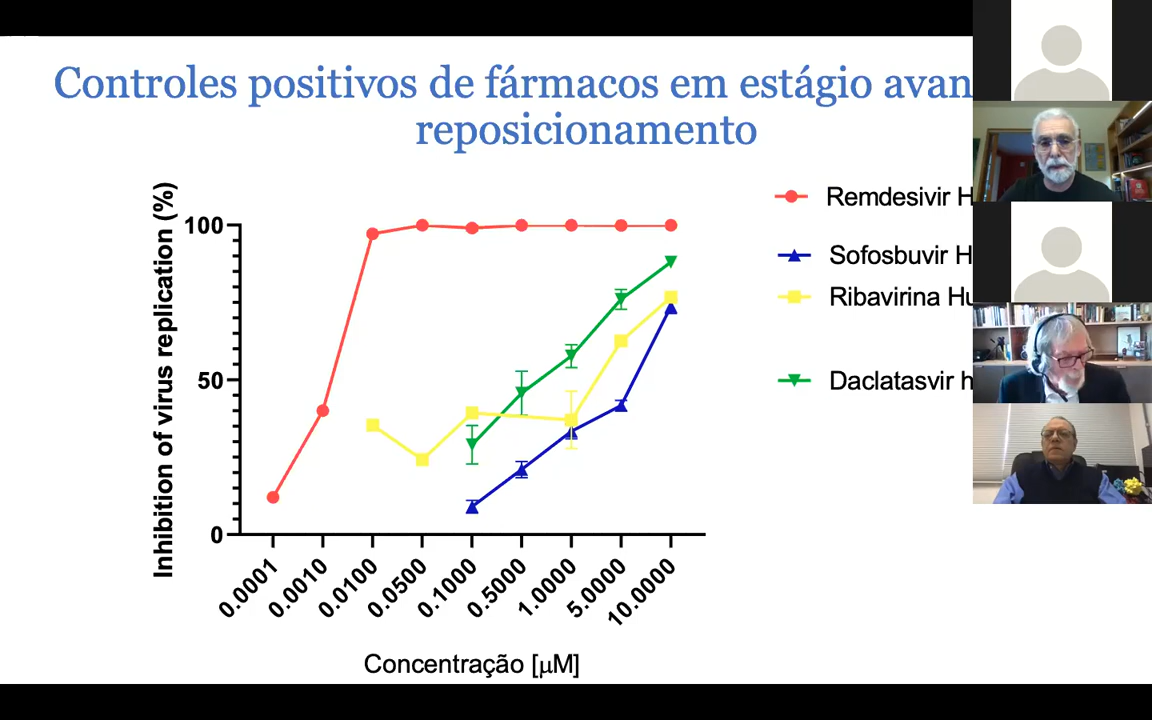 Controles positivos de fármacos em estágio avan
reposicionamento
Inhibition of virus replication (%)
100
50
0
0.0001
0.0010
0.0100
0.0500
0.1000
0.5000
1.0000
5.0000
10.0000
Concentração [μM]
Remdesivir H
Sofosbuvir H
Ribavirina Hu
Daclatasvir h